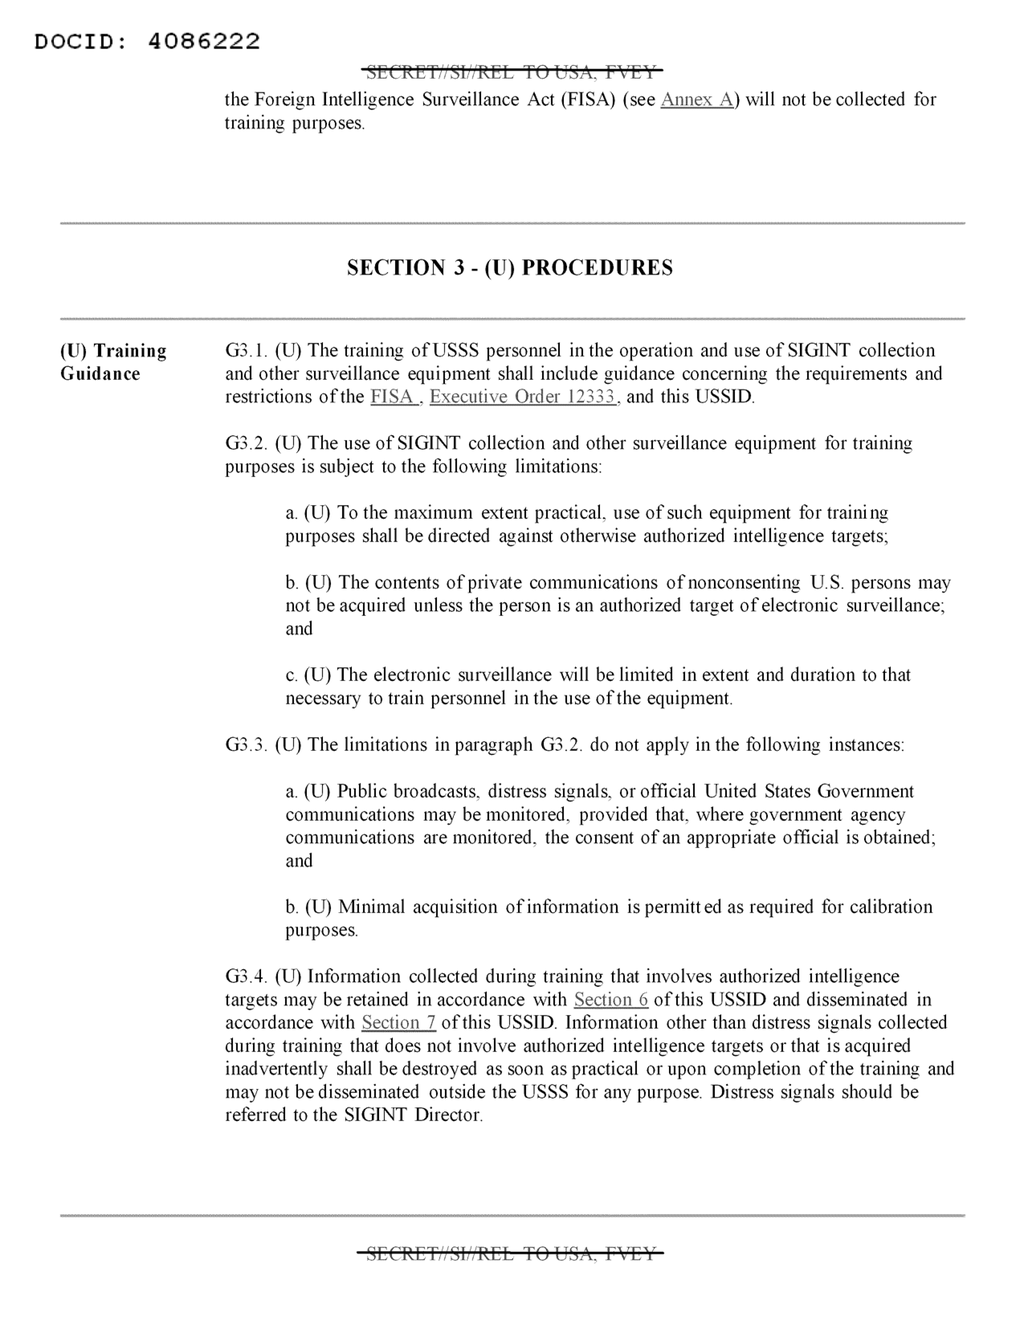 DOCID: 4086222
SECRET//SI//REL TO USA, FVEY
the Foreign Intelligence Surveillance Act (FISA) (see Annex A) will not be collected for
training purposes.
SECTION 3 - (U) PROCEDURES
(U) Training
Guidance
G3.1. (U) The training of USSS personnel in the operation and use of SIGINT collection
and other surveillance equipment shall include guidance concerning the requirements and
restrictions of the FISA , Executive Order 12333, and this USSID.
G3.2. (U) The use of SIGINT collection and other surveillance equipment for training
purposes is subject to the following limitations:
a. (U) To the maximum extent practical, use of such equipment for training
purposes shall be directed against otherwise authorized intelligence targets;
b. (U) The contents of private communications of nonconsenting U.S. persons may
not be acquired unless the person is an authorized target of electronic surveillance;
and
c. (U) The electronic surveillance will be limited in extent and duration to that
necessary to train personnel in the use of the equipment.
G3.3. (U) The limitations in paragraph G3.2. do not apply in the following instances:
a. (U) Public broadcasts, distress signals, or official United States Government
communications may be monitored, provided that, where government agency
communications are monitored, the consent of an appropriate official is obtained;
and
b. (U) Minimal acquisition of information is permitted as required for calibration
purposes.
G3.4. (U) Information collected during training that involves authorized intelligence
targets may be retained in accordance with Section 6 of this USSID and disseminated in
accordance with Section 7 of this USSID. Information other than distress signals collected
during training that does not involve authorized intelligence targets or that is acquired
inadvertently shall be destroyed as soon as practical or upon completion of the training and
may not be disseminated outside the USSS for any purpose. Distress signals should be
referred to the SIGINT Director.
SECRET//SI//REL TO USA, FVEY